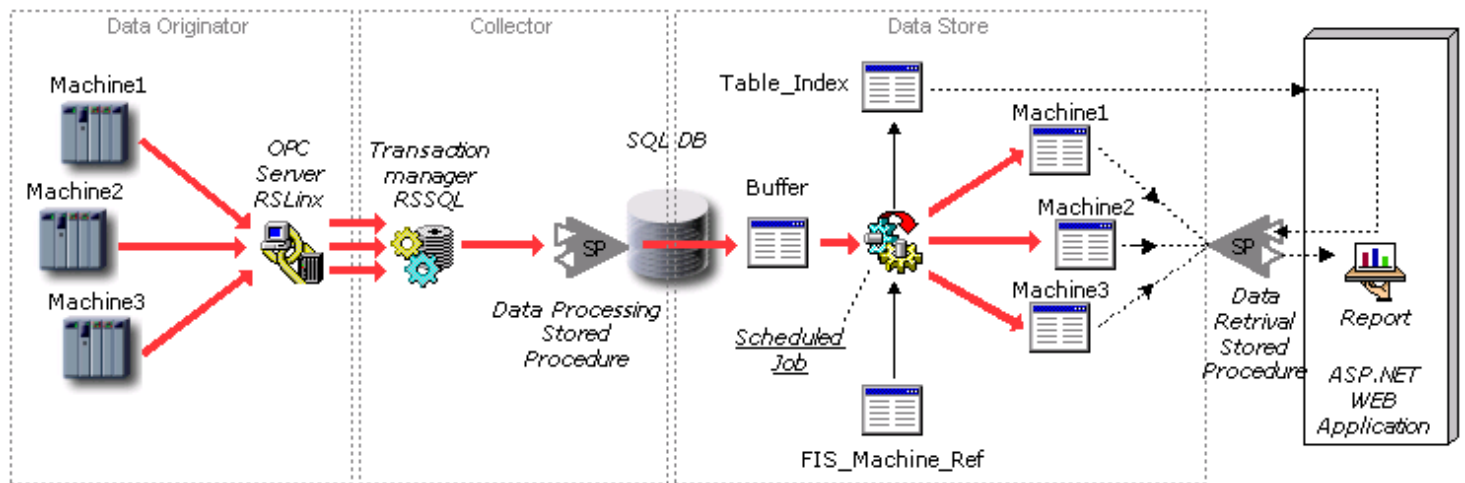 Data Originator
Machine1
Machine2
Machine3
OPC
Server
RSLinx
Collector
Transaction
manager
RSSQL
SP
Data Processing
Stored
Procedure
SQL DB
Data Store
Table_Index
Buffer
Scheduled
Job
FIS_Machine_Ref
Machine1
Machine2
Machine3
SP
Data
Retrival
Stored
Procedure
Report
ASP.NET
WEB
Application